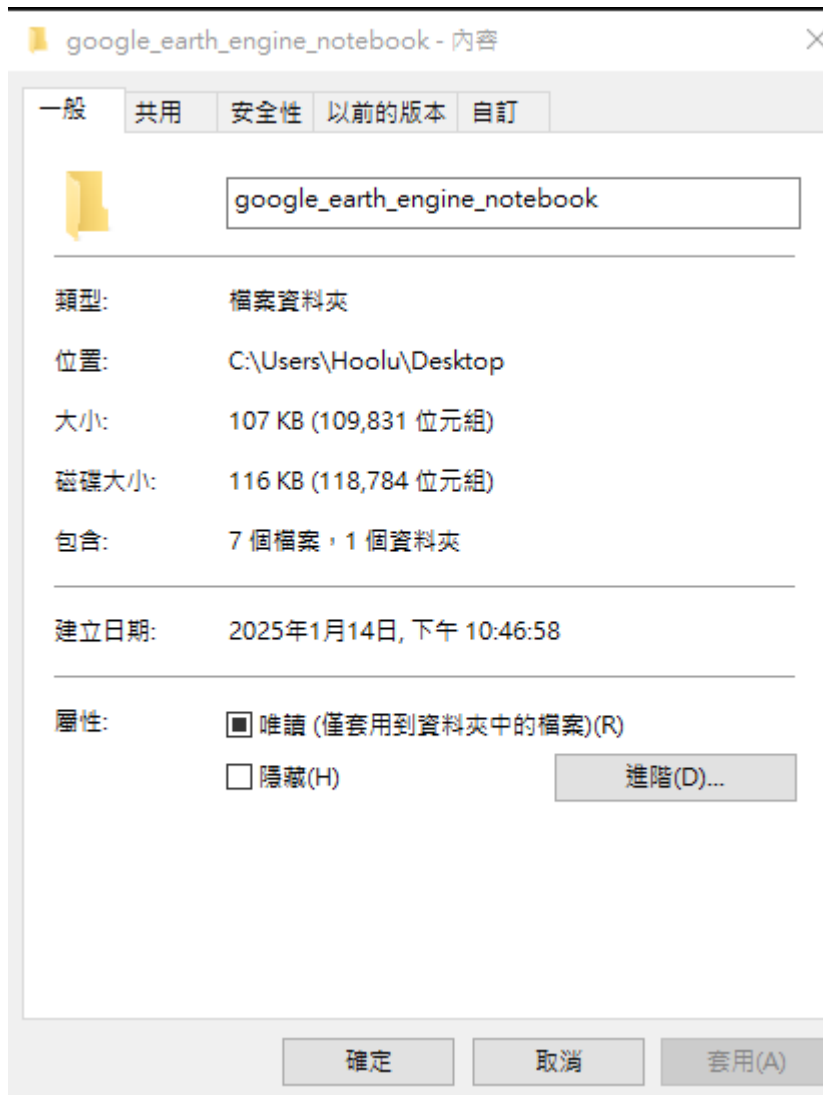 google_earth_engine_notebook - 內容
一般 共用 安全性 以前的版本 自訂
google_earth_engine_notebook
類型: 檔案資料夾
位置: C:\Users\Hoolu\Desktop
大小: 107 KB (109,831 位元組)
磁碟大小: 116 KB (118,784 位元組)
包含: 7 個檔案，1 個資料夾
建立日期: 2025年1月14日, 下午 10:46:58
屬性: 唯讀 (僅套用到資料夾中的檔案)(R)
隱藏(H) 進階(D)...
確定 取消 套用(A)